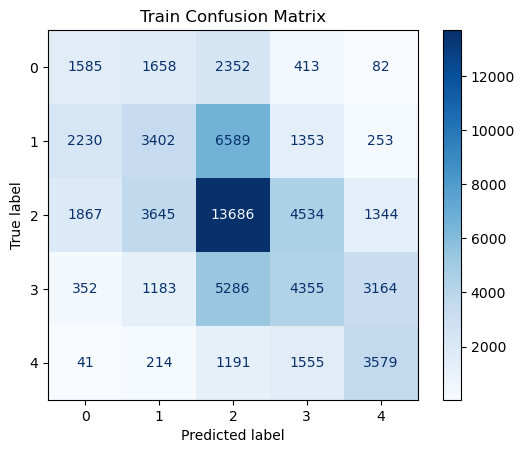 Train Confusion Matrix
0 1585 1658 2352 413 82
1 2230 3402 6589 1353 253
2 1867 3645 13686 4534 1344
3 352 1183 5286 4355 3164
4 41 214 1191 1555 3579
0 1 2 3 4
Predicted label
True label
12000
10000
8000
6000
4000
2000